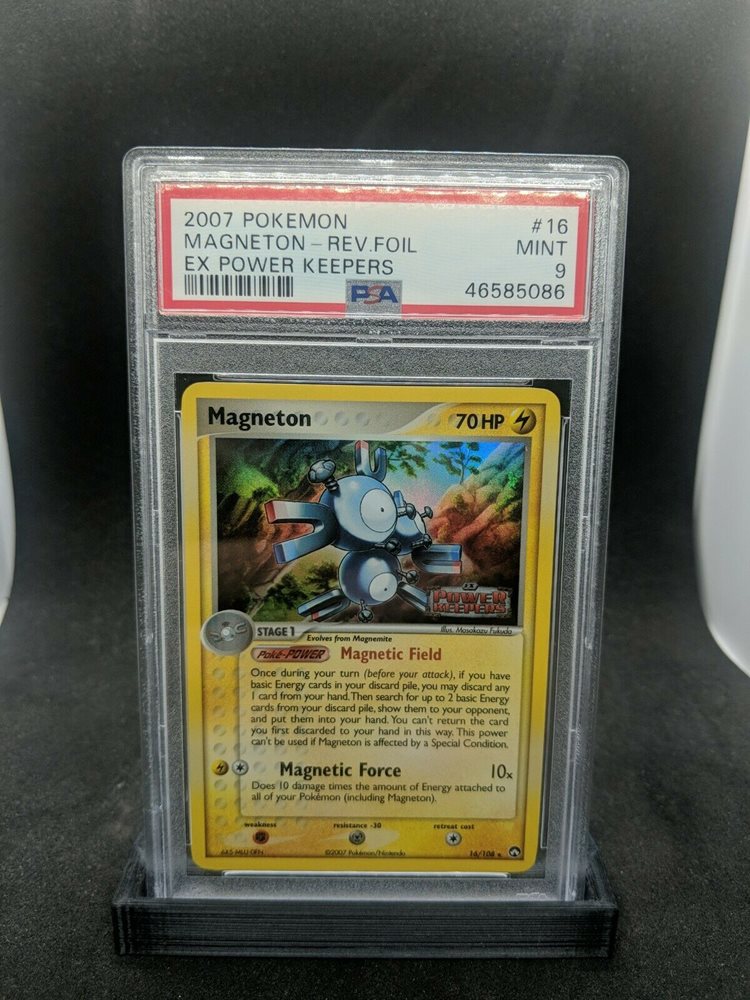 2007 POKEMON #16
MAGNETON - REV.FOIL MINT
EX POWER KEEPERS 9
PSA 46585086
Magneton 70 HP
EX
POWER
KEEPERS
STAGE 1
Evolves from Magnemite
Illus. Masakazu Fukuda
Poké-POWER Magnetic Field
Once during your turn (before your attack), if you have
basic Energy cards in your discard pile, you may discard any
1 card from your hand. Then search for up to 2 basic Energy
cards from your discard pile, show them to your opponent,
and put them into your hand. You can't return the card
you first discarded to your hand in this way. This power
can't be used if Magneton is affected by a Special Condition.
Magnetic Force 10x
Does 10 damage times the amount of Energy attached to
all of your Pokémon (including Magneton).
weakness resistance -30 retreat cost
©2007 Pokémon/Nintendo 16/108